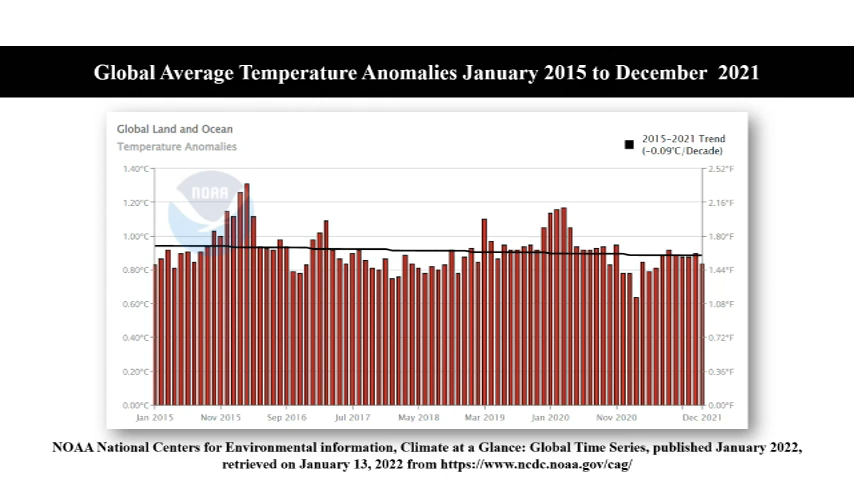 Global Average Temperature Anomalies January 2015 to December 2021
Global Land and Ocean
Temperature Anomalies
2015-2021 Trend
(-0.09°C/Decade)
NOAA
1.40°C
2.52°F
1.20°C
2.16°F
1.00°C
1.80°F
0.80°C
1.44°F
0.60°C
1.08°F
0.40°C
0.72°F
0.20°C
0.36°F
0.00°C
0.00°F
Jan 2015 Nov 2015 Sep 2016 Jul 2017 May 2018 Mar 2019 Jan 2020 Nov 2020 Dec 2021
NOAA National Centers for Environmental information, Climate at a Glance: Global Time Series, published January 2022,
retrieved on January 13, 2022 from https://www.ncdc.noaa.gov/cag/